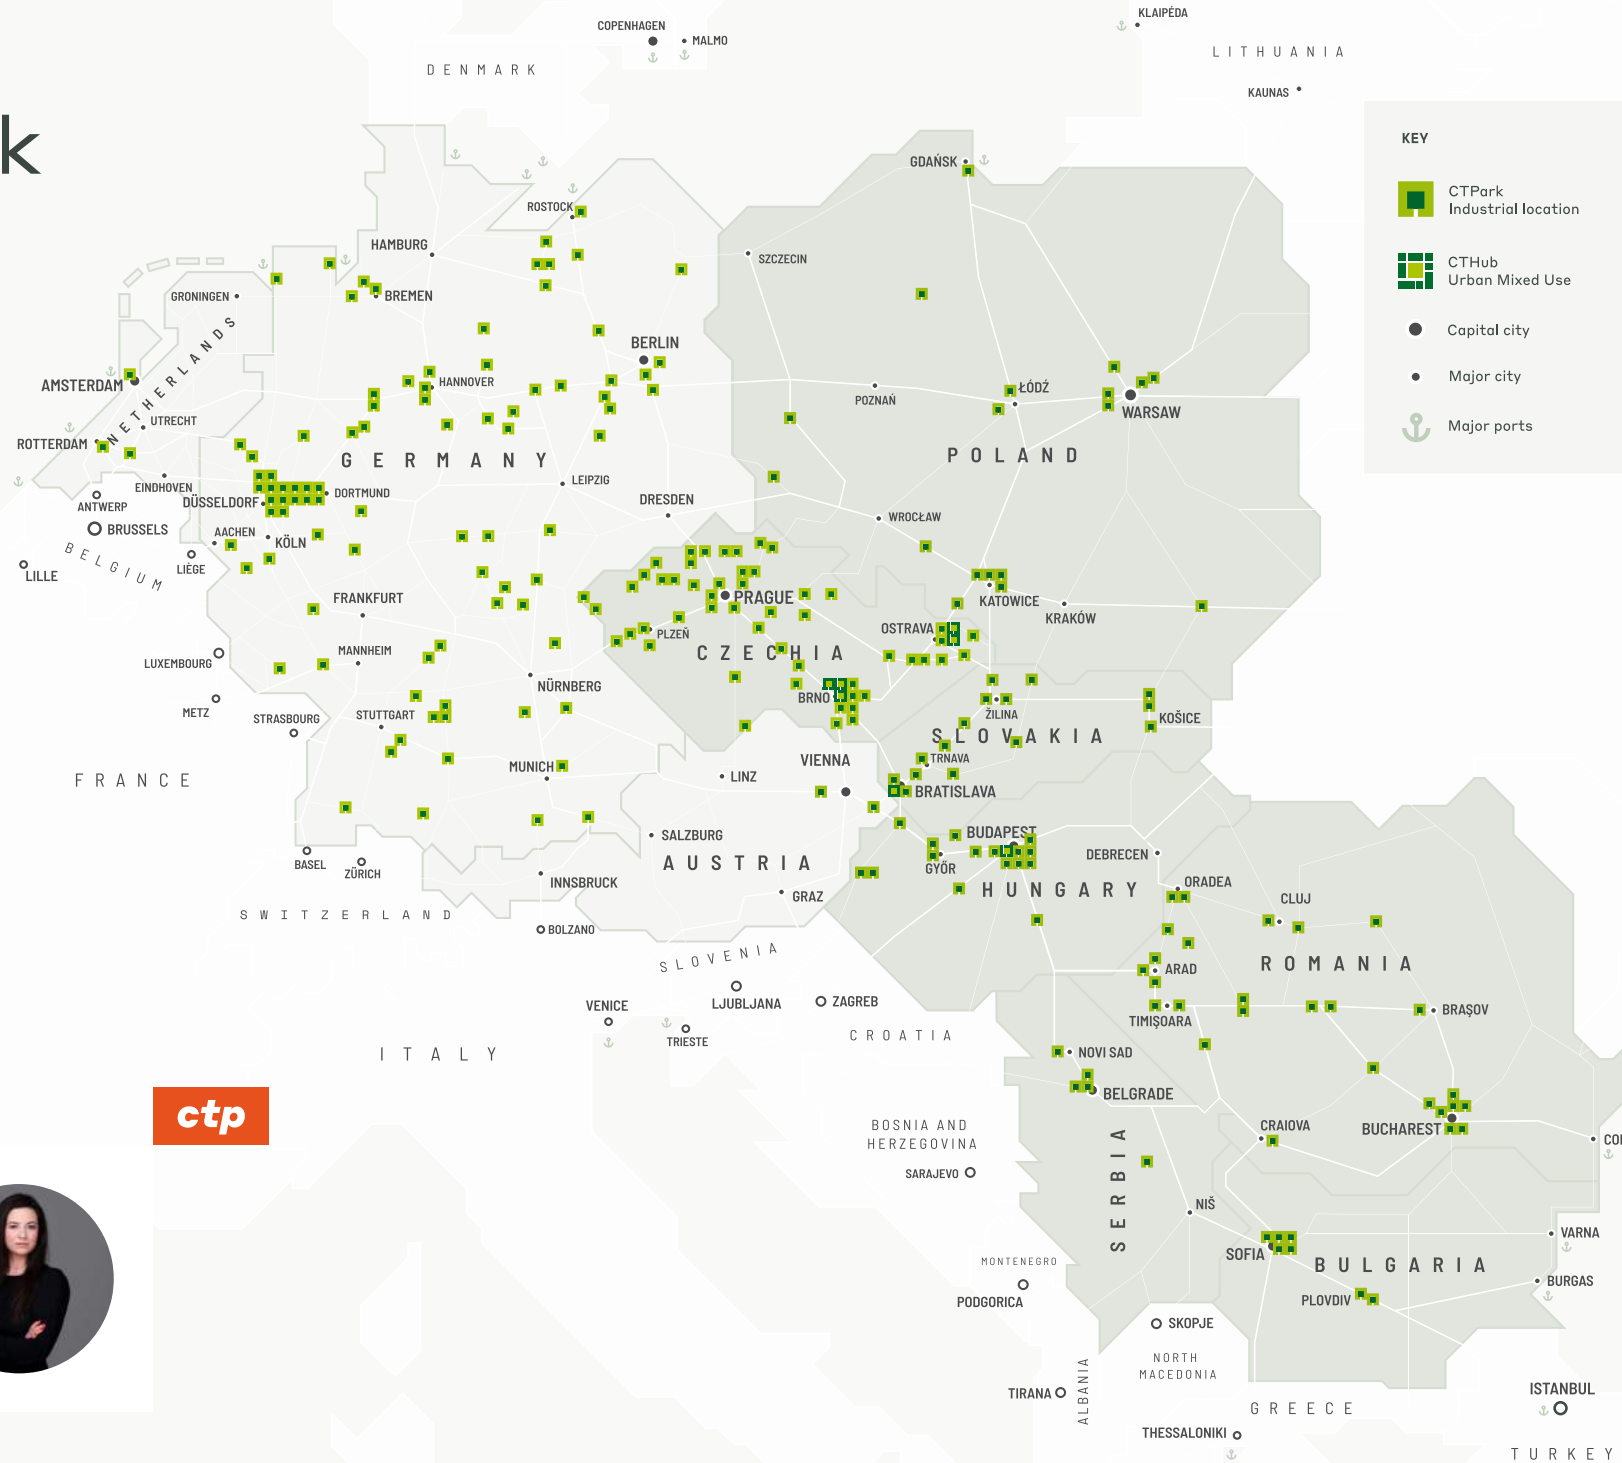 k
KEY
CTPark
Industrial location
CTHub
Urban Mixed Use
Capital city
Major city
Major ports
KLAIPĖDA
COPENHAGEN
MALMO
LITHUANIA
DENMARK
KAUNAS
GDAŃSK
ROSTOCK
HAMBURG
SZCZECIN
GRONINGEN
BREMEN
BERLIN
AMSTERDAM
NETHERLANDS
HANNOVER
POZNAŃ
ŁÓDŹ
WARSAW
UTRECHT
ROTTERDAM
GERMANY
POLAND
EINDHOVEN
LEIPZIG
DÜSSELDORF
DORTMUND
ANTWERP
DRESDEN
WROCŁAW
BRUSSELS
AACHEN
KÖLN
BELGIUM
LIÈGE
LILLE
FRANKFURT
PRAGUE
KATOWICE
KRAKÓW
OSTRAVA
PLZEŇ
CZECHIA
MANNHEIM
LUXEMBOURG
NÜRNBERG
BRNO
METZ
STRASBOURG
STUTTGART
ŽILINA
KOŠICE
SLOVAKIA
VIENNA
TRNAVA
FRANCE
MUNICH
LINZ
BRATISLAVA
SALZBURG
BUDAPEST
BASEL
ZÜRICH
AUSTRIA
GYŐR
DEBRECEN
INNSBRUCK
HUNGARY
ORADEA
GRAZ
CLUJ
SWITZERLAND
BOLZANO
SLOVENIA
ROMANIA
ARAD
VENICE
LJUBLJANA
ZAGREB
BRAŞOV
TIMIŞOARA
TRIESTE
CROATIA
ITALY
NOVI SAD
BELGRADE
ctp
BOSNIA AND
HERZEGOVINA
CRAIOVA
BUCHAREST
SARAJEVO
SERBIA
NIŠ
VARNA
SOFIA
BULGARIA
MONTENEGRO
BURGAS
PODGORICA
PLOVDIV
SKOPJE
NORTH
MACEDONIA
TIRANA
ALBANIA
ISTANBUL
GREECE
THESSALONIKI
TURKEY